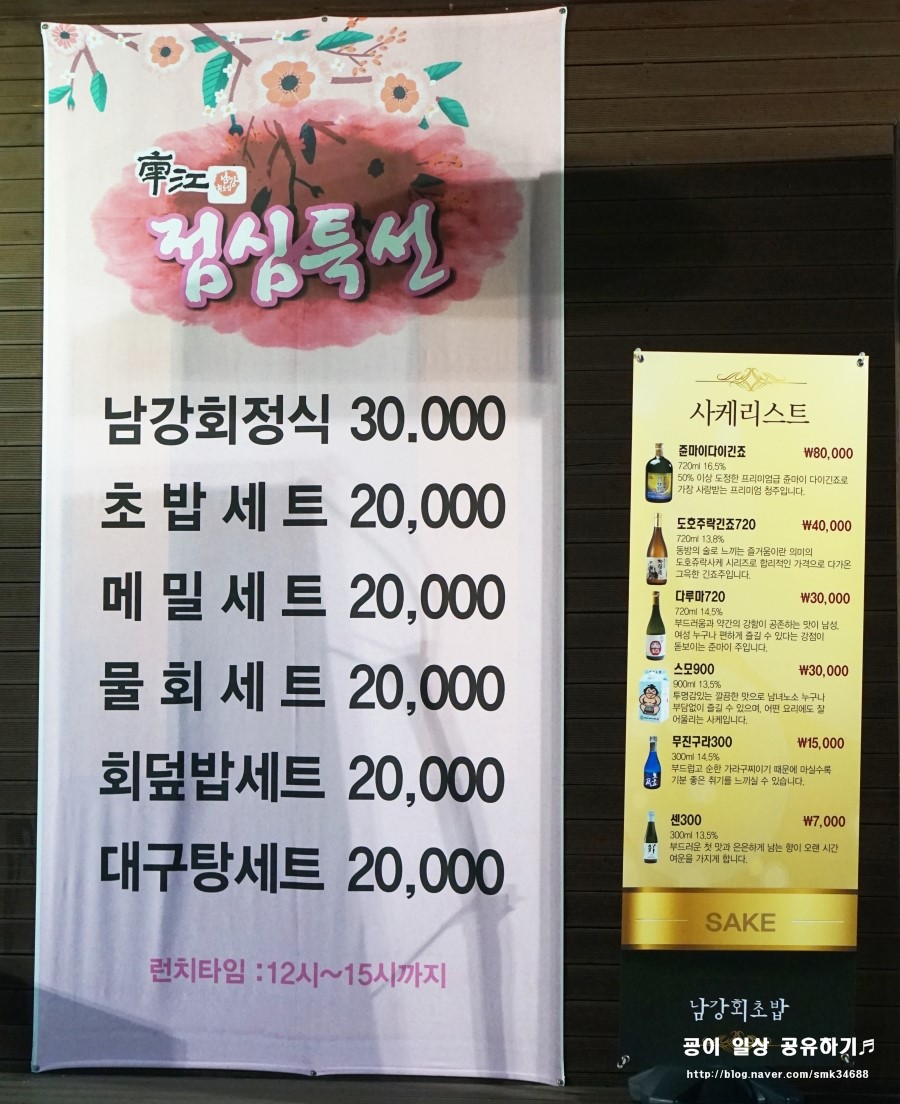 南江 남강
점심특선
남강회정식 30.000
초밥세트 20,000
메밀세트 20,000
물회세트 20,000
회덮밥세트 20,000
대구탕세트 20,000
런치타임 :12시~15시까지
사케리스트
쥰마이다이긴죠 ₩80,000
720ml 16,5%
50% 이상 도정한 프리미엄급 쥰마이 다이긴죠로
가장 사랑받는 프리미엄 청주입니다.
도호주락긴죠720 ₩40,000
720ml 13,8%
동방의 술로 느끼는 즐거움이란 의미의
도호쥬락사케 시리즈로 합리적인 가격으로 다가온
그윽한 긴죠주입니다.
다루마720 ₩30,000
720ml 14,5%
부드러움과 약간의 강함이 공존하는 맛이 남성,
여성 누구나 편하게 즐길 수 있다는 강점이
돋보이는 준마이 주입니다.
스모900 ₩30,000
900ml 13,5%
투명감있는 깔끔한 맛으로 남녀노소 누구나
부담없이 즐길 수 있으며, 어떤 요리에도 잘
어울리는 사케입니다.
무진구라300 ₩15,000
300ml 14,5%
부드럽고 순한 가라구찌이기 때문에 마실수록
기분 좋은 취기를 느끼실 수 있습니다.
센300 ₩7,000
300ml 13,5%
부드러운 첫 맛과 은은하게 남는 향이 오랜 시간
여운을 가지게 합니다.
SAKE
남강회초밥
굥이 일상 공유하기♬
http://blog.naver.com/smk34688